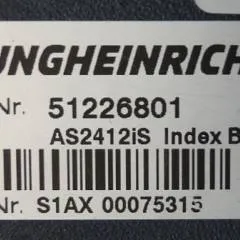 UNGHEINRICH
Nr. 51226801
AS2412iS Index B
Nr. S1AX 00075315